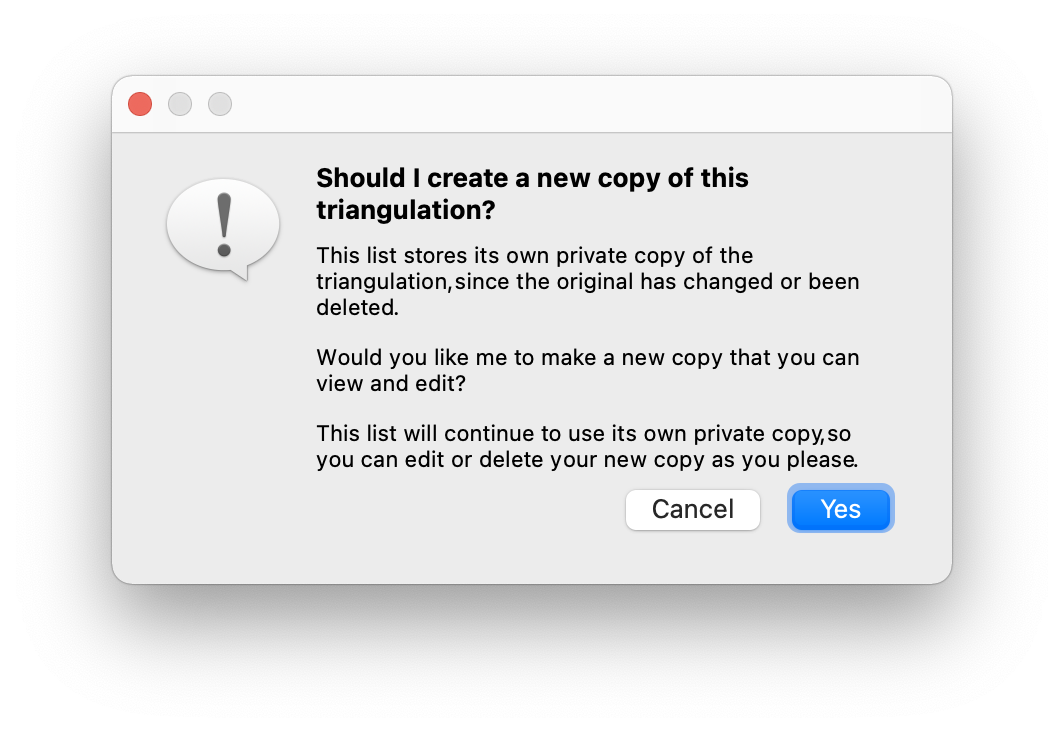 Should I create a new copy of this
triangulation?
This list stores its own private copy of the
triangulation, since the original has changed or been
deleted.
Would you like me to make a new copy that you can
view and edit?
This list will continue to use its own private copy, so
you can edit or delete your new copy as you please.
Cancel Yes